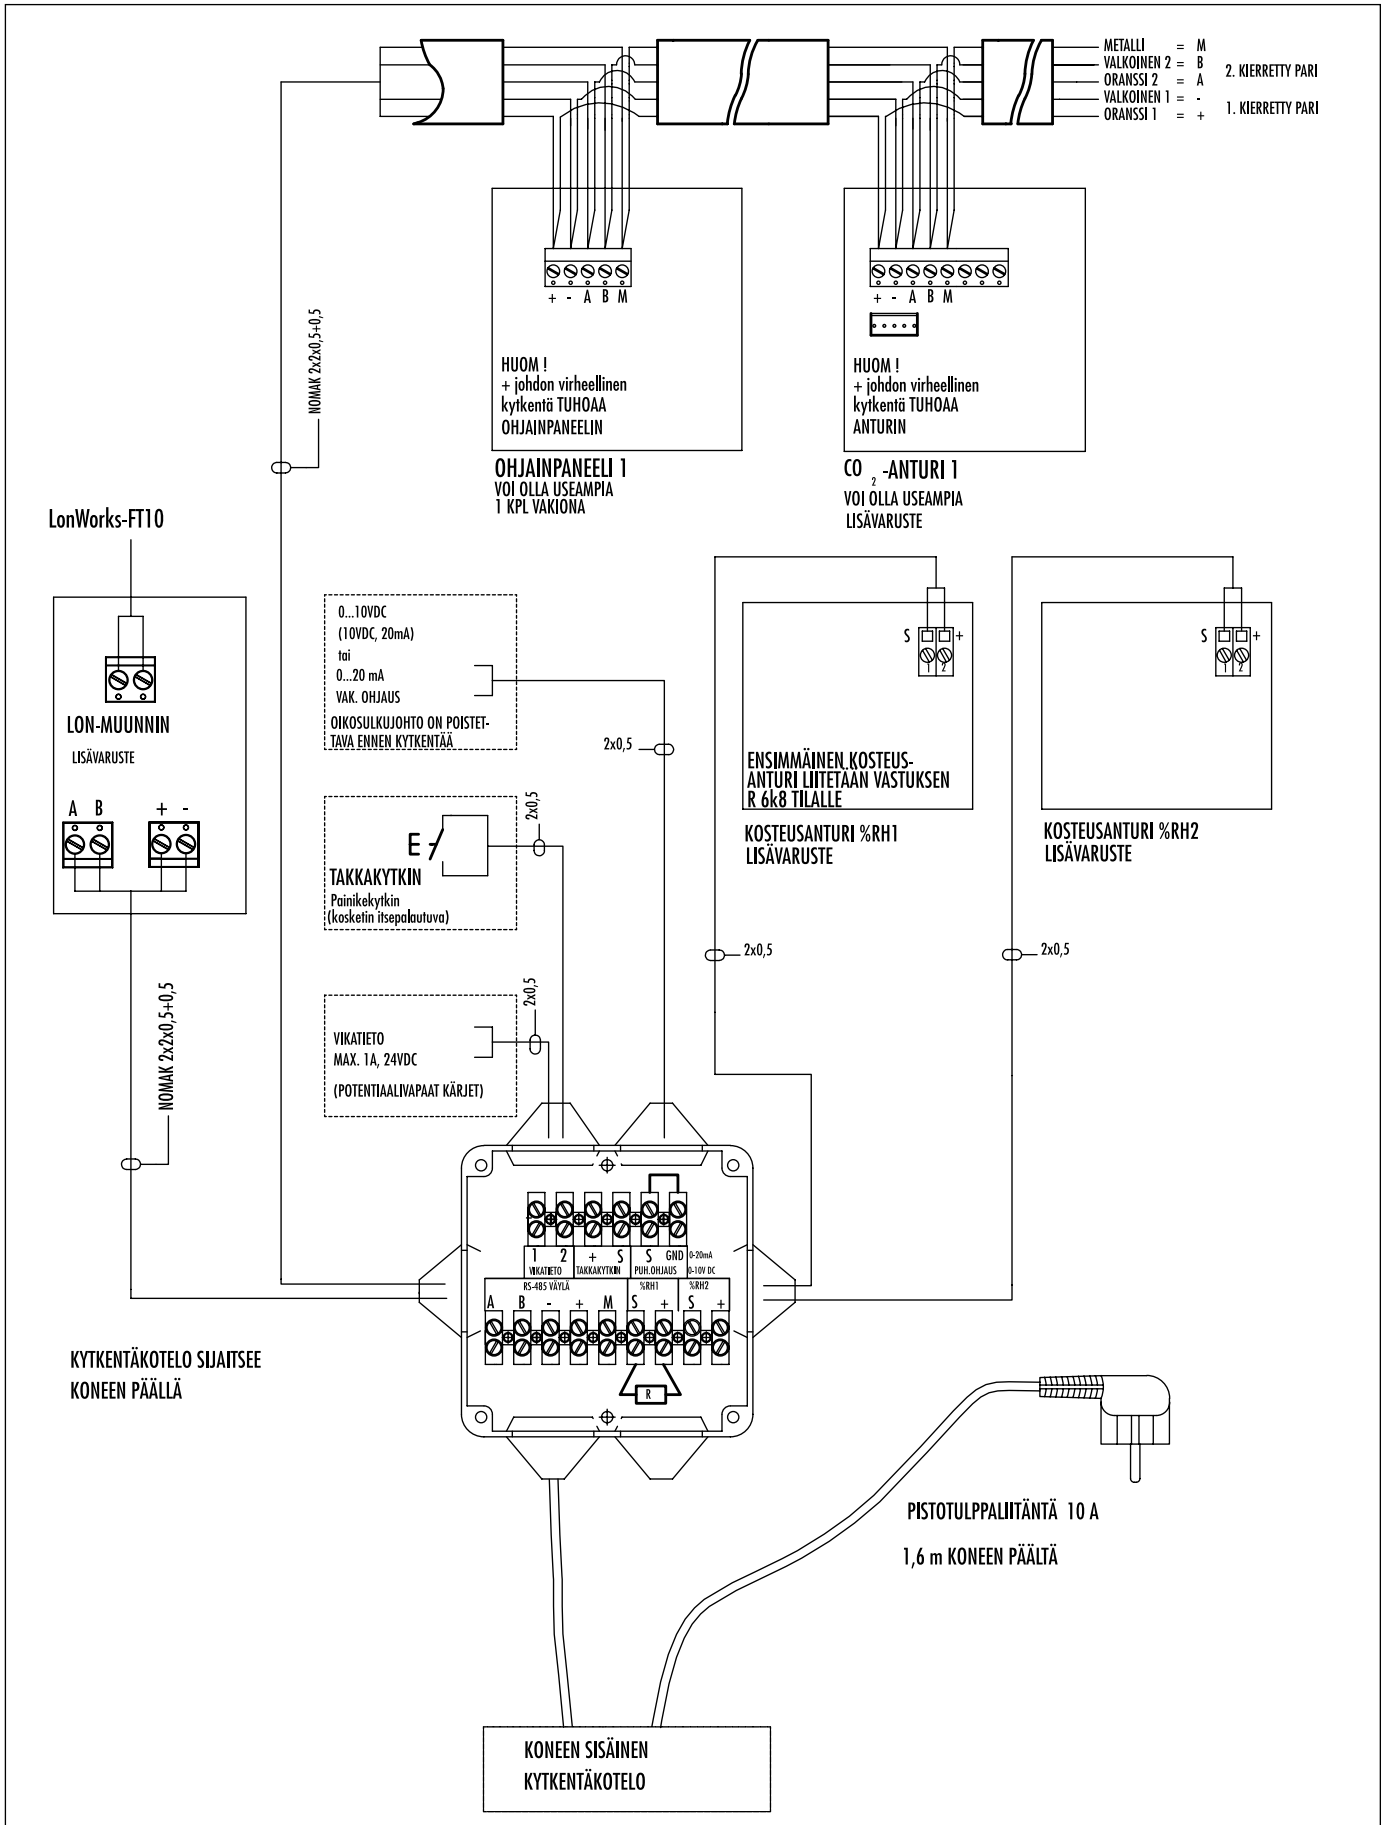 METALLI = M
VALKOINEN 2 = B
ORANSSI 2 = A
VALKOINEN 1 = -
ORANSSI 1 = +
2. KIERRETTY PARI
1. KIERRETTY PARI
+ - A B M
HUOM !
+ johdon virheellinen
kytkentä TUHOAA
OHJAINPANEELIN
OHJAINPANEELI 1
VOI OLLA USEAMPIA
1 KPL VAKIONA
+ - A B M
HUOM !
+ johdon virheellinen
kytkentä TUHOAA
ANTURIN
CO2-ANTURI 1
VOI OLLA USEAMPIA
LISÄVARUSTE
NOMAK 2x2x0,5+0,5
LonWorks-FT10
LON-MUUNNIN
LISÄVARUSTE
A B + -
NOMAK 2x2x0,5+0,5
0...10VDC
(10VDC, 20mA)
tai
0...20 mA
VAK. OHJAUS
OIKOSULKUJOHTO ON POISTET-
TAVA ENNEN KYTKENTÄÄ
2x0,5
TAKKAKYTKIN
Painikekytkin
(kosketin itsepalautuva)
2x0,5
VIKATIETO
MAX. 1A, 24VDC
(POTENTIAALIVAPAAT KÄRJET)
2x0,5
S +
1 2
ENSIMMÄINEN KOSTEUS-
ANTURI LIITETÄÄN VASTUKSEN
R 6k8 TILALLE
KOSTEUSANTURI %RH1
LISÄVARUSTE
2x0,5
S +
1 2
KOSTEUSANTURI %RH2
LISÄVARUSTE
2x0,5
1 2 + S S GND 0-20mA
VIKATIETO TAKKAKYTKIN PUH.OHJAUS 0-10V DC
RS-485 VÄYLÄ %RH1 %RH2
A B - + M S + S +
R
KYTKENTÄKOTELO SIJAITSEE
KONEEN PÄÄLLÄ
PISTOTULPPALIITÄNTÄ 10 A
1,6 m KONEEN PÄÄLTÄ
KONEEN SISÄINEN
KYTKENTÄKOTELO